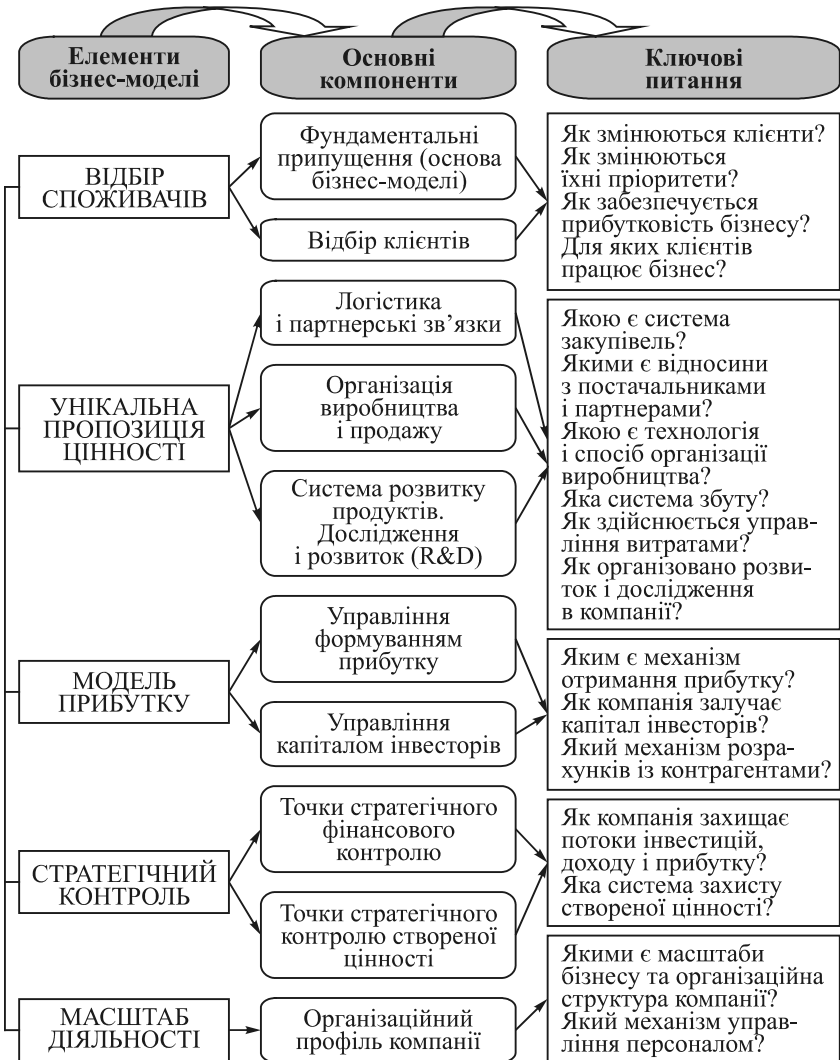 Елементи
бізнес-моделі
Основні
компоненти
Ключові
питання
ВІДБІР
СПОЖИВАЧІВ
Фундаментальні
припущення (основа
бізнес-моделі)
Відбір клієнтів
Як змінюються клієнти?
Як змінюються
їхні пріоритети?
Як забезпечується
прибутковість бізнесу?
Для яких клієнтів
працює бізнес?
УНІКАЛЬНА
ПРОПОЗИЦІЯ
ЦІННОСТІ
Логістика
і партнерські зв’язки
Організація
виробництва
і продажу
Система розвитку
продуктів.
Дослідження
і розвиток (R&D)
Якою є система
закупівель?
Якими є відносини
з постачальниками
і партнерами?
Якою є технологія
і спосіб організації
виробництва?
Яка система збуту?
Як здійснюється управ-
ління витратами?
Як організовано розви-
ток і дослідження
в компанії?
МОДЕЛЬ
ПРИБУТКУ
Управління
формуванням
прибутку
Управління
капіталом інвесторів
Яким є механізм
отримання прибутку?
Як компанія залучає
капітал інвесторів?
Який механізм розра-
хунків із контрагентами?
СТРАТЕГІЧНИЙ
КОНТРОЛЬ
Точки стратегічного
фінансового
контролю
Точки стратегічного
контролю створеної
цінності
Як компанія захищає
потоки інвестицій,
доходу і прибутку?
Яка система захисту
створеної цінності?
МАСШТАБ
ДІЯЛЬНОСТІ
Організаційний
профіль компанії
Якими є масштаби
бізнесу та організаційна
структура компанії?
Який механізм управ-
ління персоналом?